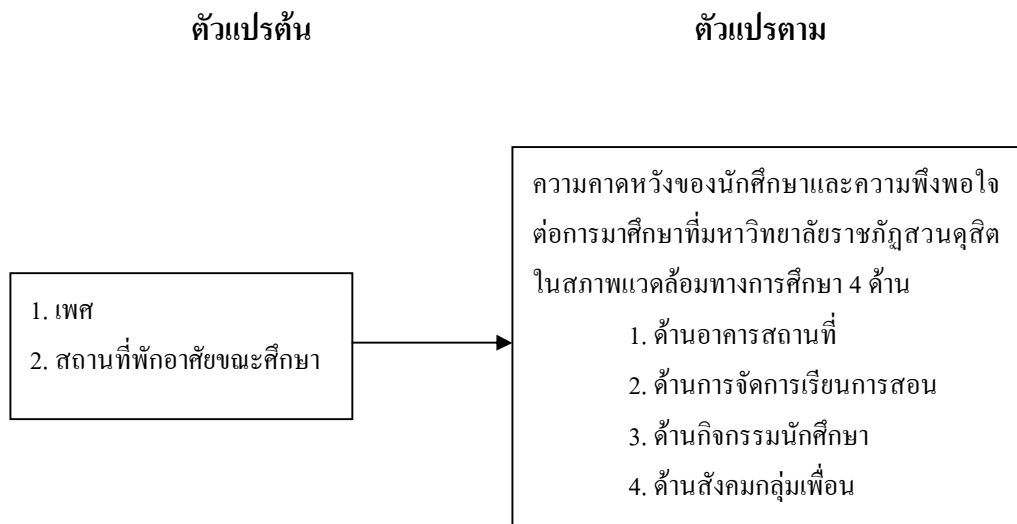 ตัวแปรต้น
ตัวแปรตาม
1. เพศ
2. สถานที่พักอาศัยขณะศึกษา
ความคาดหวังของนักศึกษาและความพึงพอใจ
ต่อการมาศึกษาที่มหาวิทยาลัยราชภัฏสวนดุสิต
ในสภาพแวดล้อมทางการศึกษา 4 ด้าน
1. ด้านอาคารสถานที่
2. ด้านการจัดการเรียนการสอน
3. ด้านกิจกรรมนักศึกษา
4. ด้านสังคมกลุ่มเพื่อน